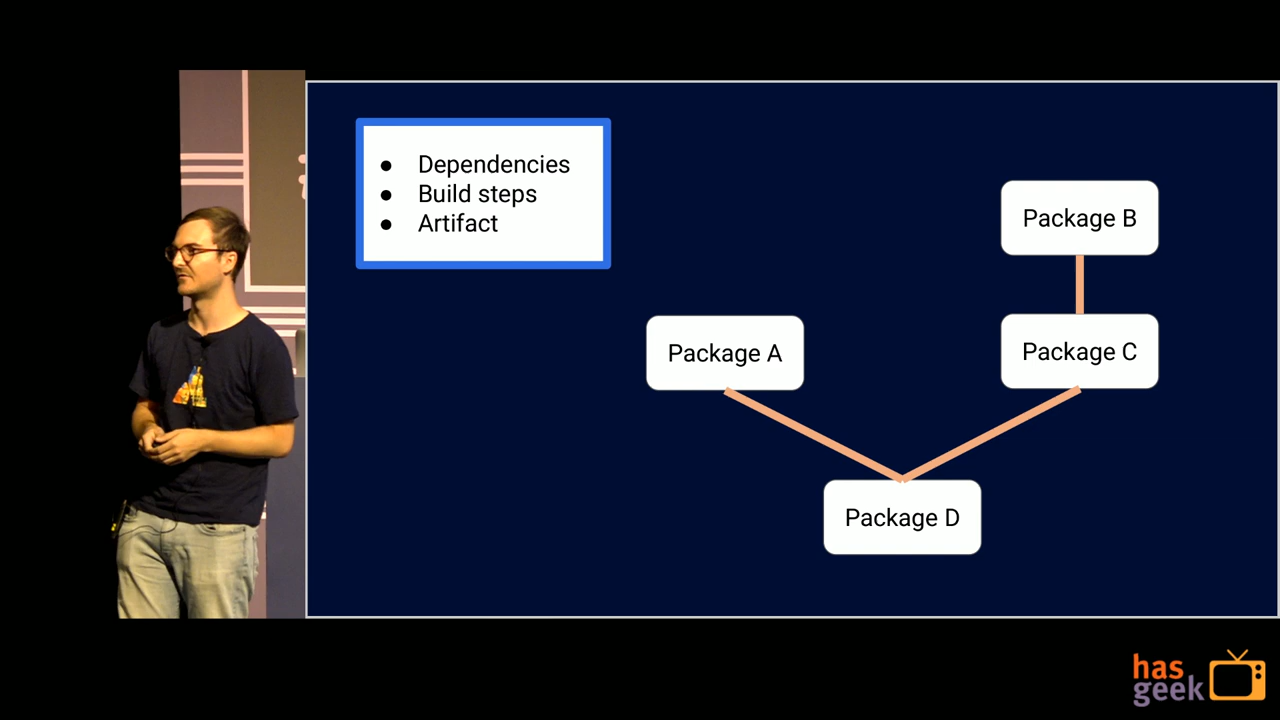 Dependencies
Build steps
Artifact
Package B
Package A
Package C
Package D
has
geek